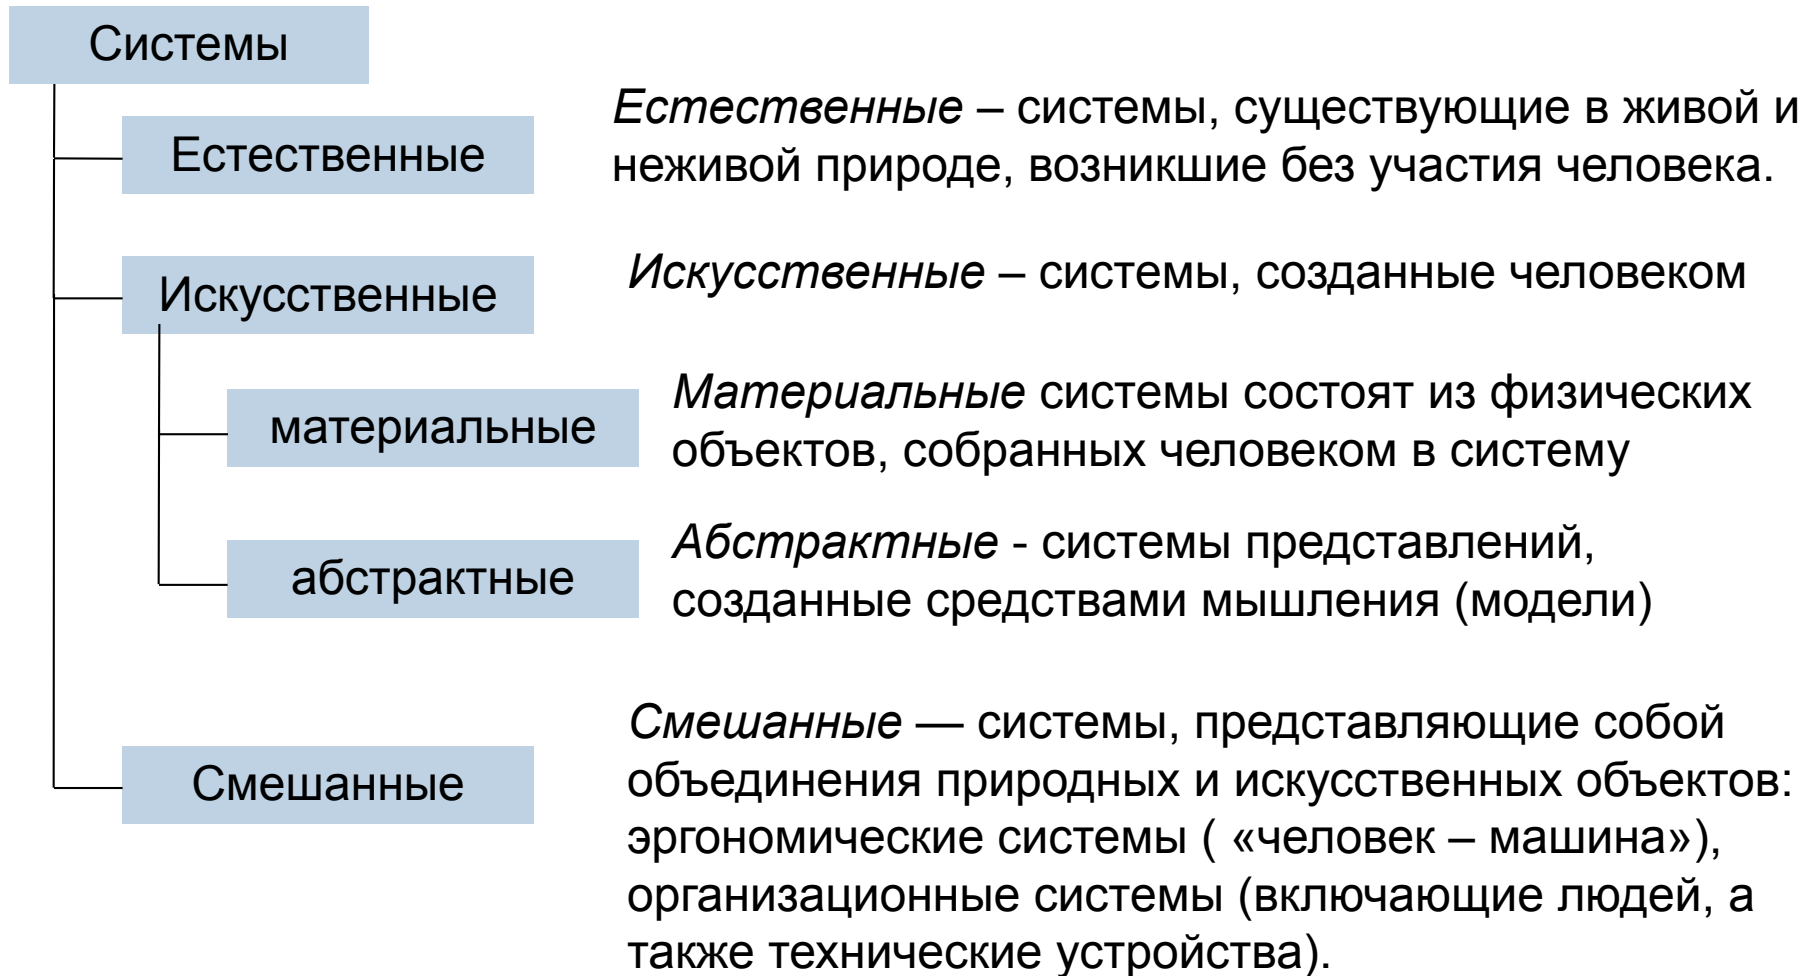 Системы
Естественные – системы, существующие в живой и
неживой природе, возникшие без участия человека.
Естественные
Искусственные – системы, созданные человеком
Искусственные
Материальные системы состоят из физических
объектов, собранных человеком в систему
материальные
Абстрактные - системы представлений,
созданные средствами мышления (модели)
абстрактные
Смешанные — системы, представляющие собой
объединения природных и искусственных объектов:
эргономические системы ( «человек – машина»),
организационные системы (включающие людей, а
также технические устройства).
Смешанные